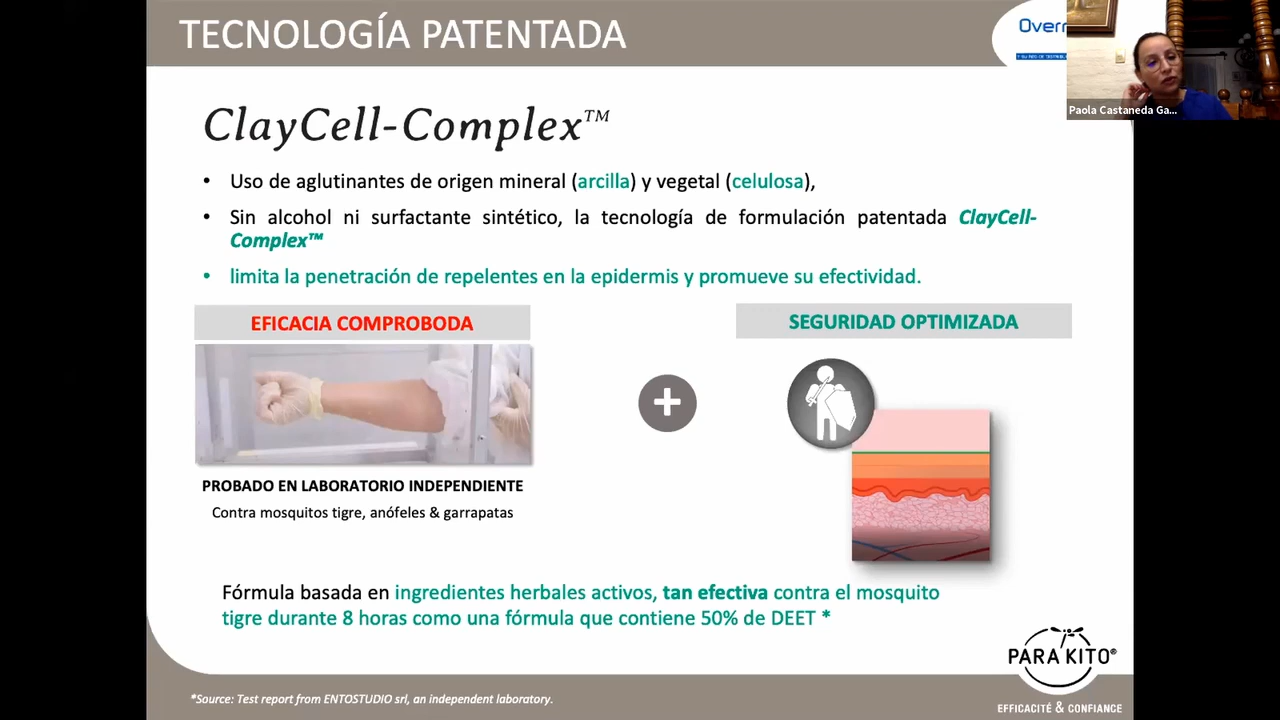 TECNOLOGÍA PATENTADA
Paola Castaneda Ga...
ClayCell-Complex™
• Uso de aglutinantes de origen mineral (arcilla) y vegetal (celulosa),
• Sin alcohol ni surfactante sintético, la tecnología de formulación patentada ClayCell-
Complex™
• limita la penetración de repelentes en la epidermis y promueve su efectividad.
EFICACIA COMPROBODA
SEGURIDAD OPTIMIZADA
PROBADO EN LABORATORIO INDEPENDIENTE
Contra mosquitos tigre, anófeles & garrapatas
Fórmula basada en ingredientes herbales activos, tan efectiva contra el mosquito
tigre durante 8 horas como una fórmula que contiene 50% de DEET *
PARA KITO®
EFFICACITÉ & CONFIANCE
*Source: Test report from ENTOSTUDIO srl, an independent laboratory.